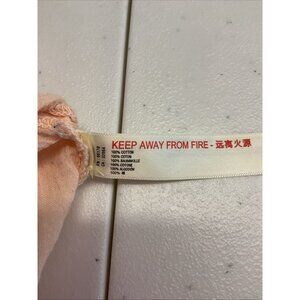 KEEP AWAY FROM FIRE - 远离火源
100% COTTON
100% COTON
100% BAUMWOLLE
100% COTONE
100% ALGODON
100% 棉